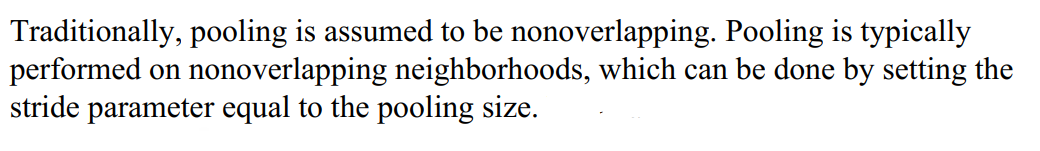 Traditionally, pooling is assumed to be nonoverlapping. Pooling is typically
performed on nonoverlapping neighborhoods, which can be done by setting the
stride parameter equal to the pooling size.